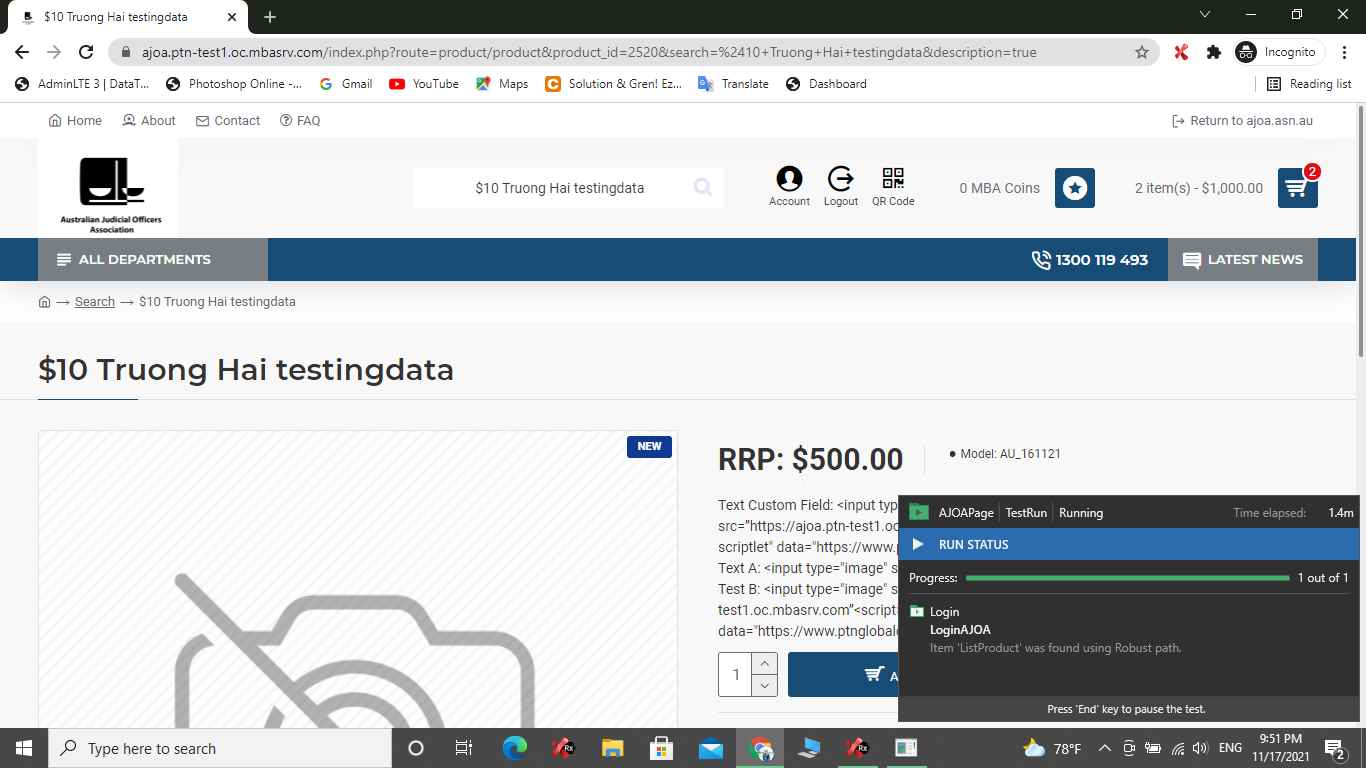 $10 Truong Hai testingdata
ajoa.ptn-test1.oc.mbasrv.com/index.php?route=product/product&product_id=2520&search=%2410+Truong+Hai+testingdata&description=true
Incognito
AdminLTE 3 | DataT...
Photoshop Online -...
Gmail
YouTube
Maps
Solution & Gren! Ez...
Translate
Dashboard
Reading list
Home
About
Contact
FAQ
Return to ajoa.asn.au
Australian Judicial Officers
Association
$10 Truong Hai testingdata
Account
Logout
QR Code
0 MBA Coins
2 item(s) - $1,000.00
2
ALL DEPARTMENTS
1300 119 493
LATEST NEWS
Search
$10 Truong Hai testingdata
$10 Truong Hai testingdata
NEW
RRP: $500.00
Model: AU_161121
Text Custom Field: <input typ
src="https://ajoa.ptn-test1.oc
scriptlet" data="https://www.
Text A: <input type="image" s
Test B: <input type="image" s
test1.oc.mbasrv.com"<script
data="https://www.ptnglobal
1
A
AJOAPage
TestRun
Running
Time elapsed:
1.4m
RUN STATUS
Progress:
1 out of 1
Login
LoginAJOA
Item 'ListProduct' was found using Robust path.
Press 'End' key to pause the test.
Type here to search
Rx
Rx
78°F
ENG
9:51 PM
11/17/2021
2